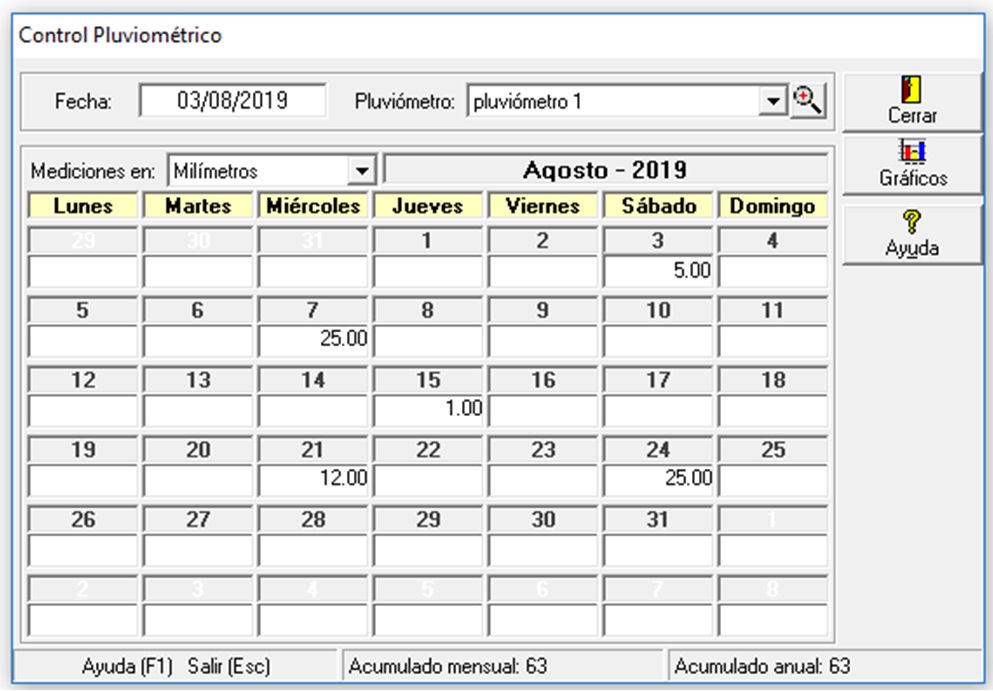 Control Pluviométrico
Fecha: 03/08/2019 Pluviómetro: pluviómetro 1
Cerrar
Gráficos
Ayuda
Mediciones en: Milímetros Agosto - 2019
Lunes Martes Miércoles Jueves Viernes Sábado Domingo
29 30 31 1 2 3 4
5.00
5 6 7 8 9 10 11
25.00
12 13 14 15 16 17 18
1.00
19 20 21 22 23 24 25
12.00 25.00
26 27 28 29 30 31 1
2 3 4 5 6 7 8
Ayuda (F1) Salir (Esc) Acumulado mensual: 63 Acumulado anual: 63